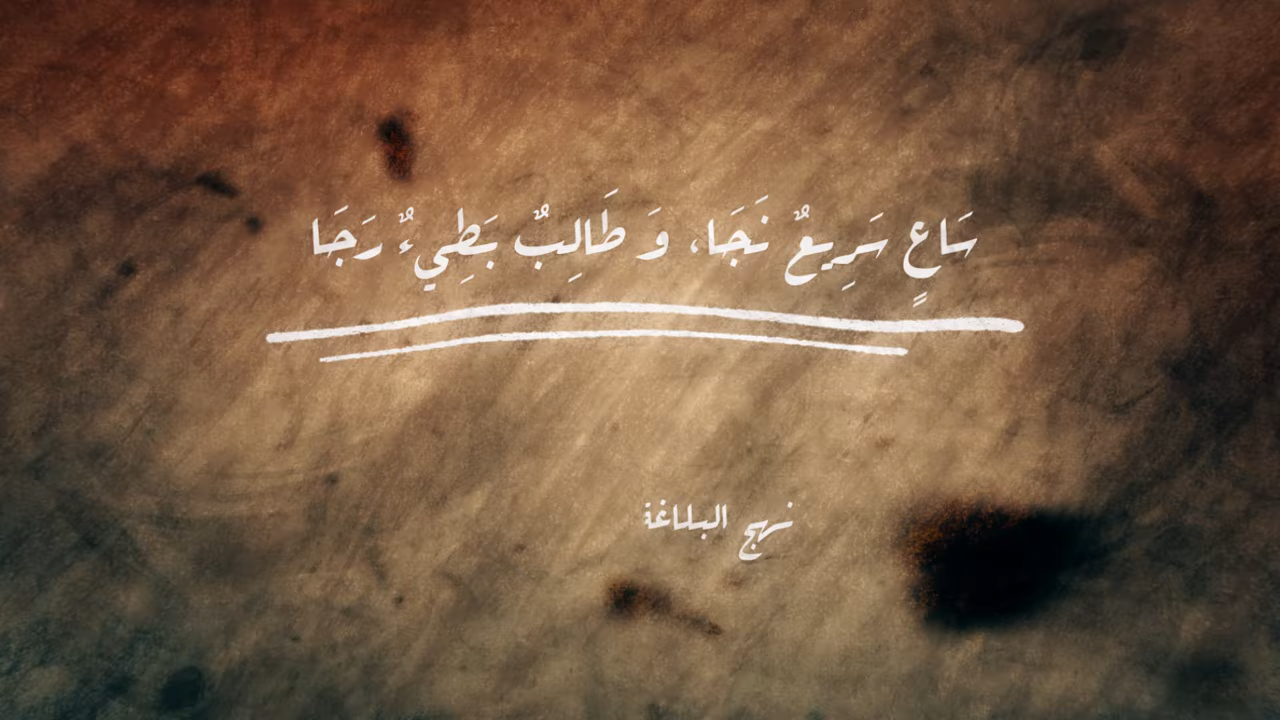 سَاعٍ سَرِيعٌ نَجَا، وَ طَالِبٌ بَطِيءٌ رَجَا
نهج البلاغة